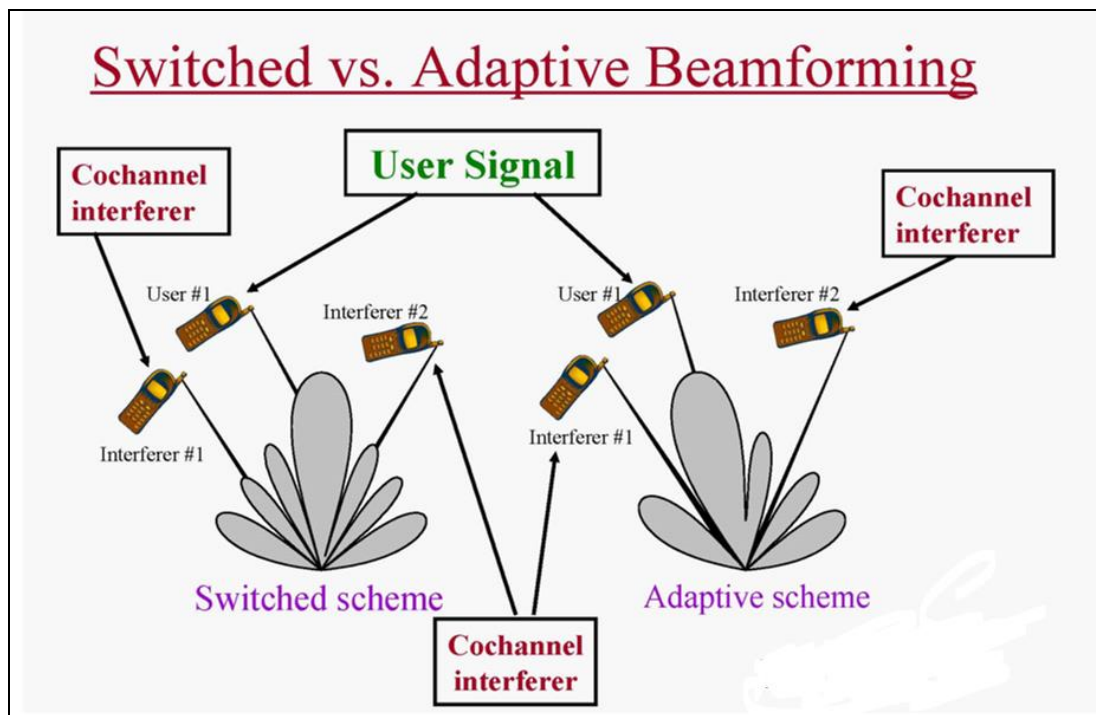 Switched vs. Adaptive Beamforming
Cochannel
interferer
User Signal
Cochannel
interferer
User #1
Interferer #2
User #1
Interferer #2
Interferer #1
Interferer #1
Switched scheme
Adaptive scheme
Cochannel
interferer